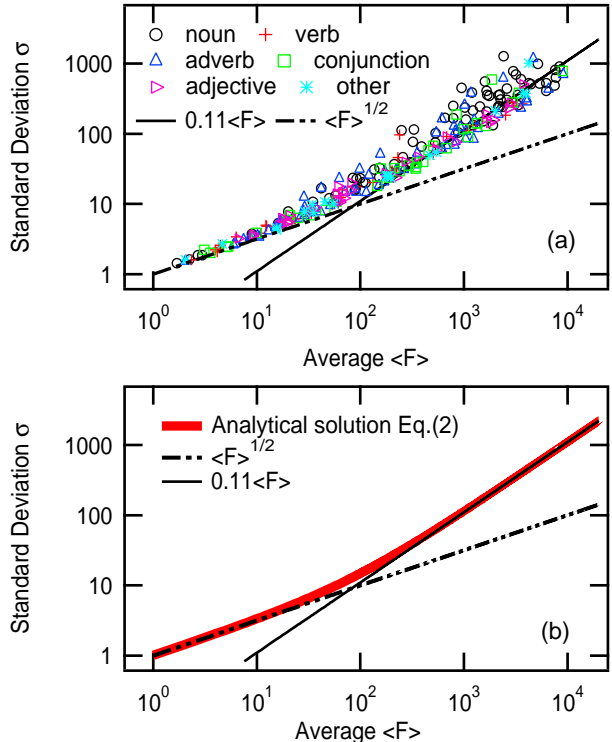 noun verb
adverb conjunction
adjective other
0.11<F> <F>^1/2
1000
100
10
1
Standard Deviation σ
(a)
10^0 10^1 10^2 10^3 10^4
Average <F>
Analytical solution Eq.(2)
<F>^1/2
0.11<F>
1000
100
10
1
Standard Deviation σ
(b)
10^0 10^1 10^2 10^3 10^4
Average <F>